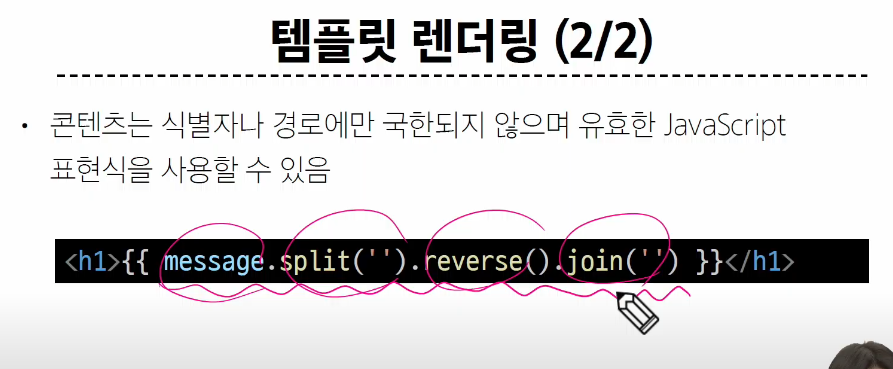 템플릿 렌더링 (2/2)
• 콘텐츠는 식별자나 경로에만 국한되지 않으며 유효한 JavaScript
표현식을 사용할 수 있음
<h1>{{ message.split('').reverse().join('') }}</h1>